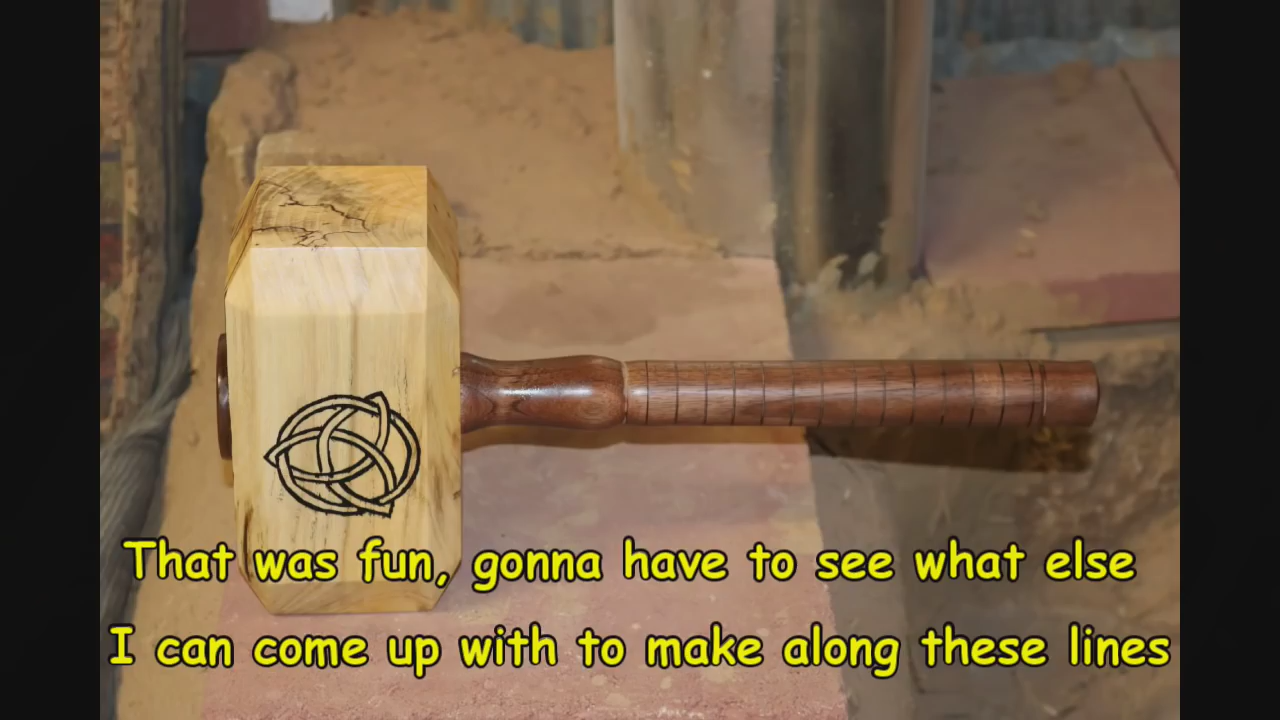 That was fun, gonna have to see what else
I can come up with to make along these lines